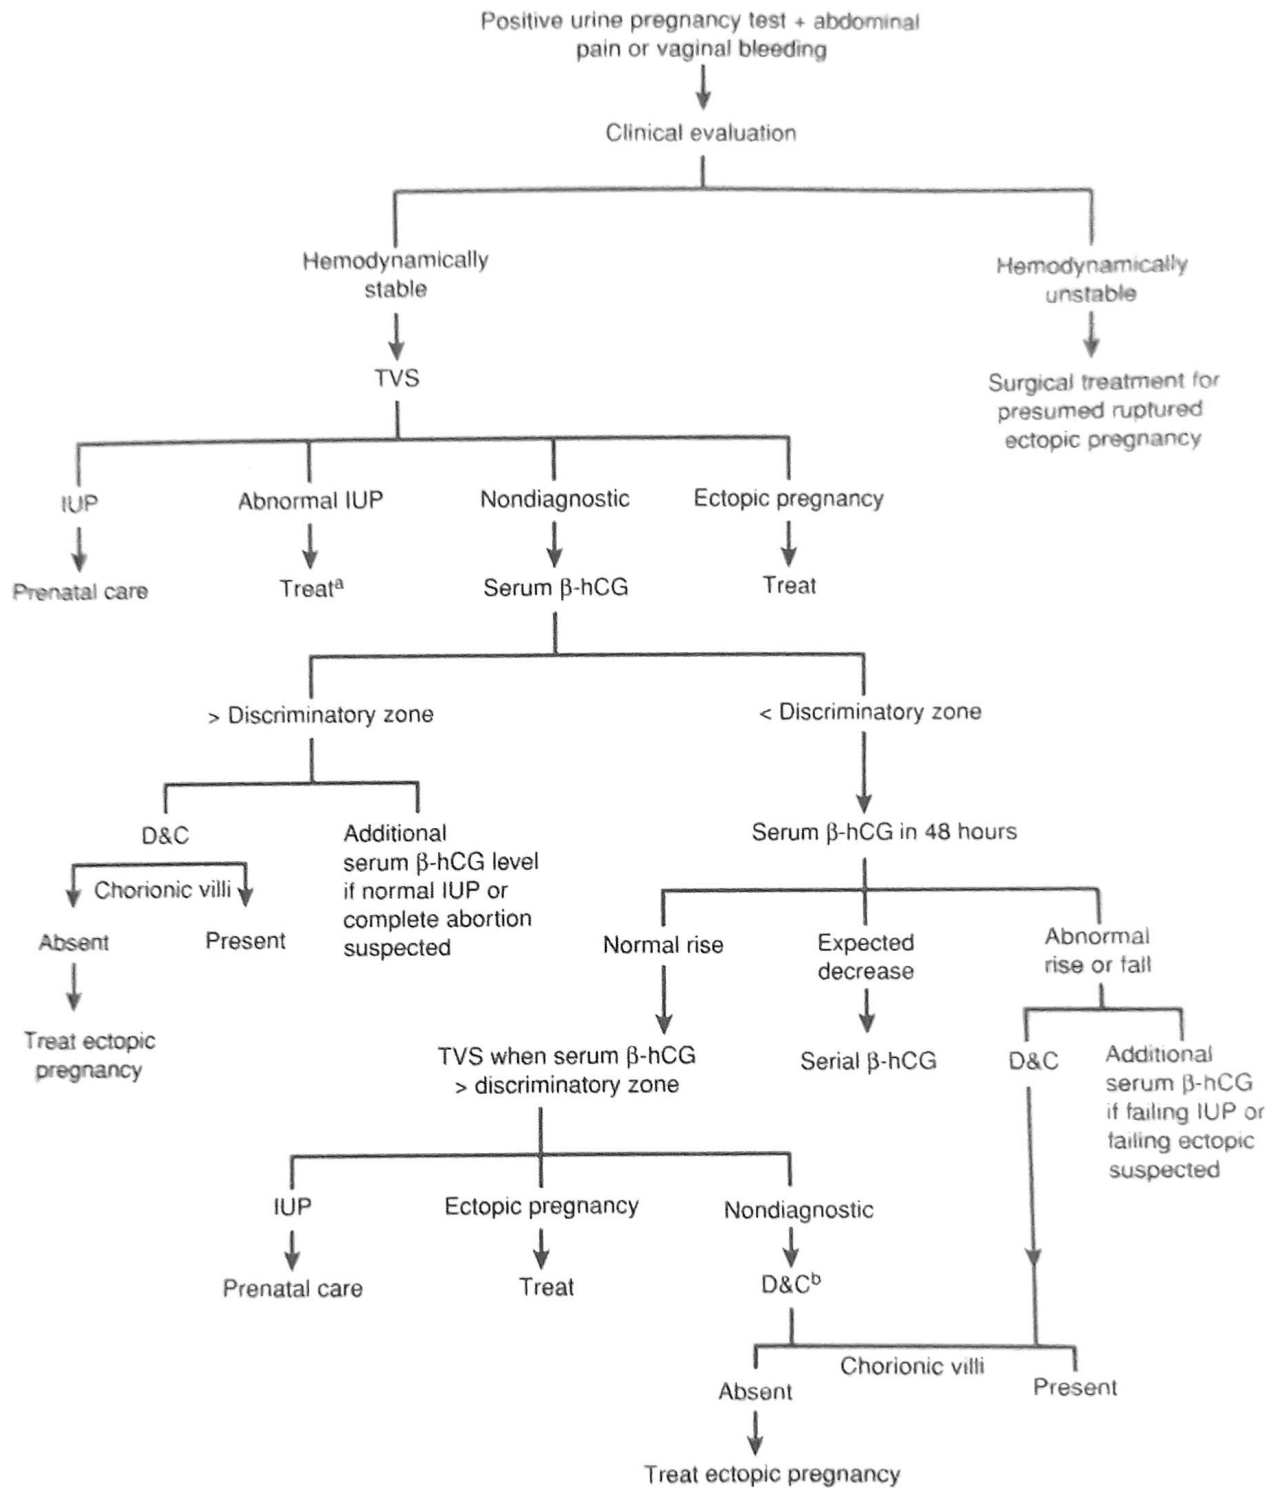 Positive urine pregnancy test + abdominal
pain or vaginal bleeding
Clinical evaluation
Hemodynamically
stable
Hemodynamically
unstable
TVS
Surgical treatment for
presumed ruptured
ectopic pregnancy
IUP
Abnormal IUP
Nondiagnostic
Ectopic pregnancy
Prenatal care
Treatᵃ
Serum β-hCG
Treat
> Discriminatory zone
< Discriminatory zone
D&C
Additional
serum β-hCG level
if normal IUP or
complete abortion
suspected
Serum β-hCG in 48 hours
Chorionic villi
Absent
Present
Normal rise
Expected
decrease
Abnormal
rise or fall
Treat ectopic
pregnancy
TVS when serum β-hCG
> discriminatory zone
Serial β-hCG
D&C
Additional
serum β-hCG
if failing IUP or
failing ectopic
suspected
IUP
Ectopic pregnancy
Nondiagnostic
Prenatal care
Treat
D&Cᵇ
Chorionic villi
Absent
Present
Treat ectopic pregnancy